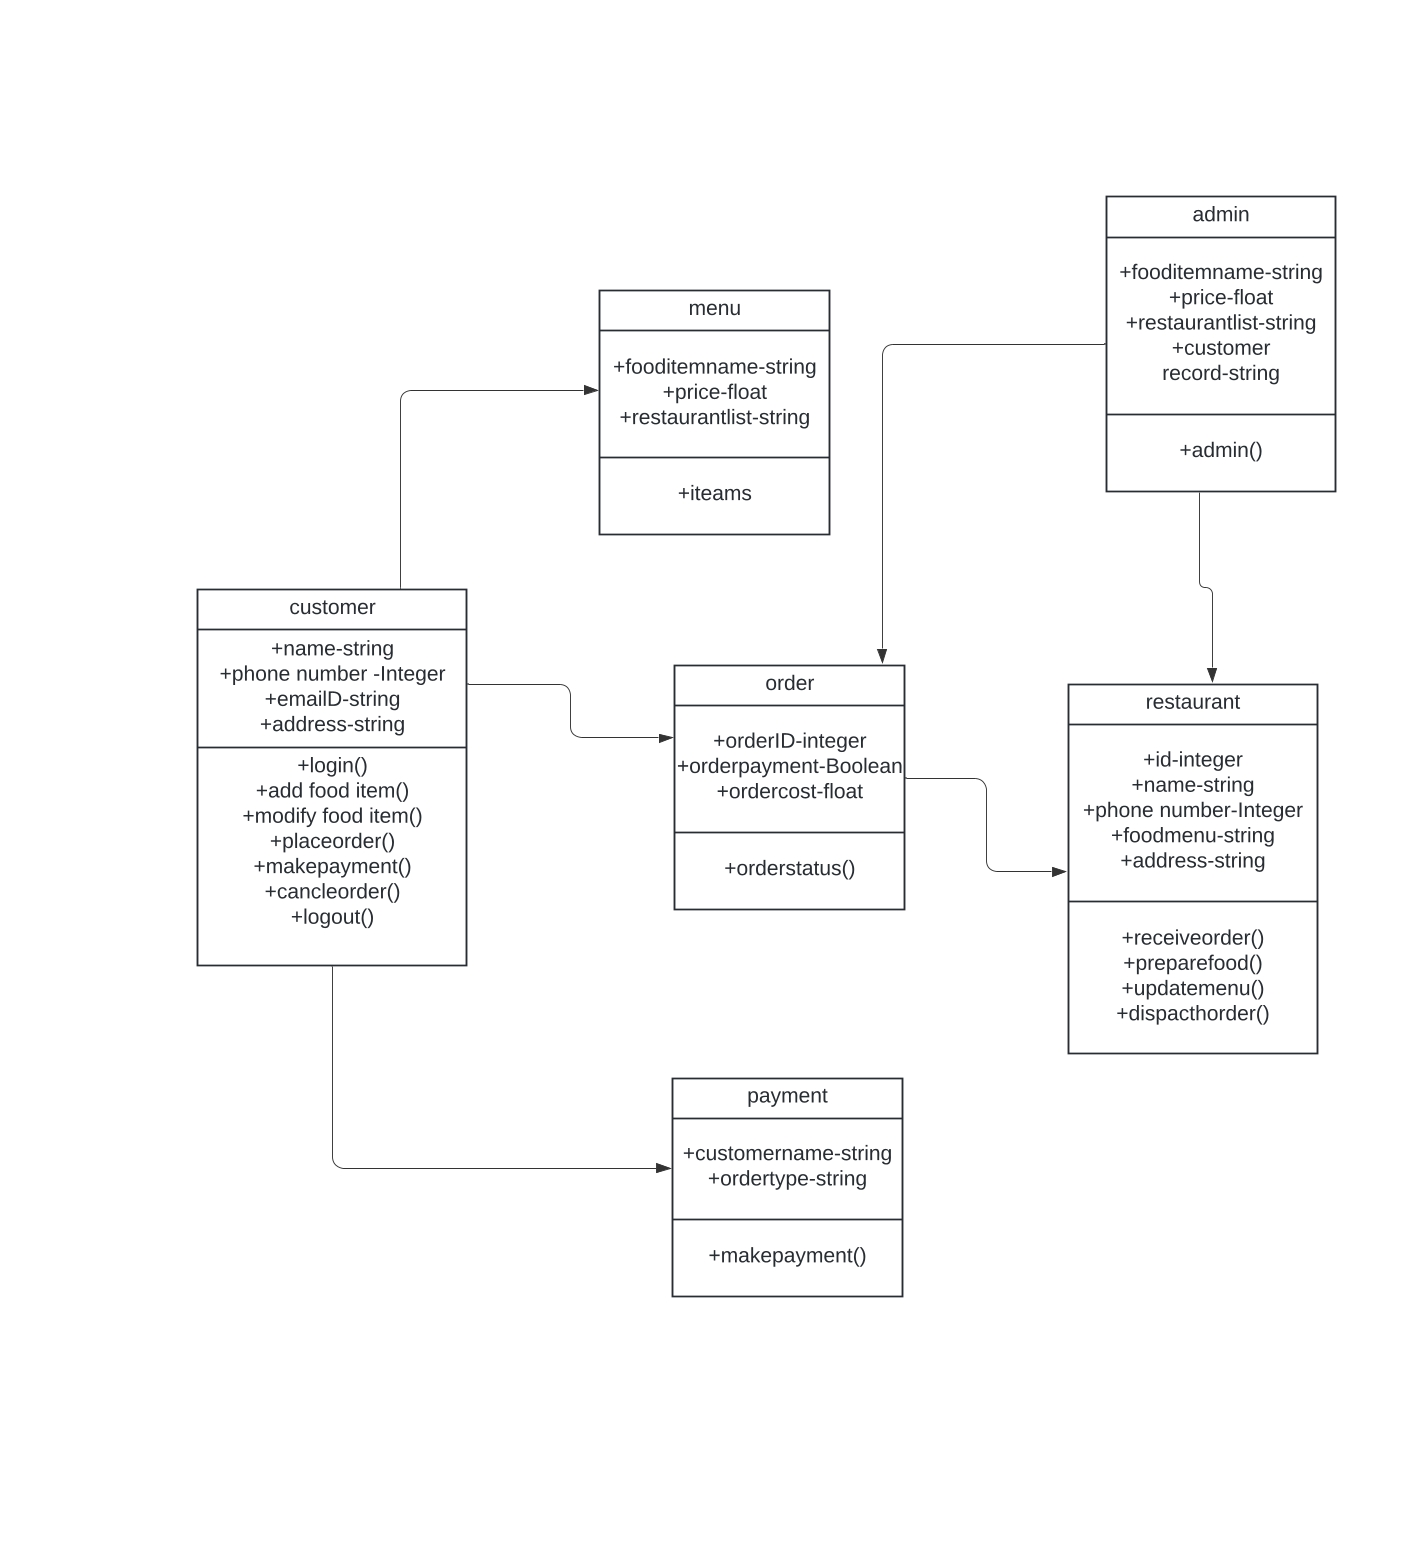 admin
+fooditemname-string
+price-float
+restaurantlist-string
+customer
record-string
+admin()
menu
+fooditemname-string
+price-float
+restaurantlist-string
+iteams
customer
+name-string
+phone number -Integer
+emailD-string
+address-string
+login()
+add food item()
+modify food item()
+placeorder()
+makepayment()
+cancleorder()
+logout()
order
+orderID-integer
+orderpayment-Boolean
+ordercost-float
+orderstatus()
restaurant
+id-integer
+name-string
+phone number-Integer
+foodmenu-string
+address-string
+receiveorder()
+preparefood()
+updatemenu()
+dispacthorder()
payment
+customername-string
+ordertype-string
+makepayment()